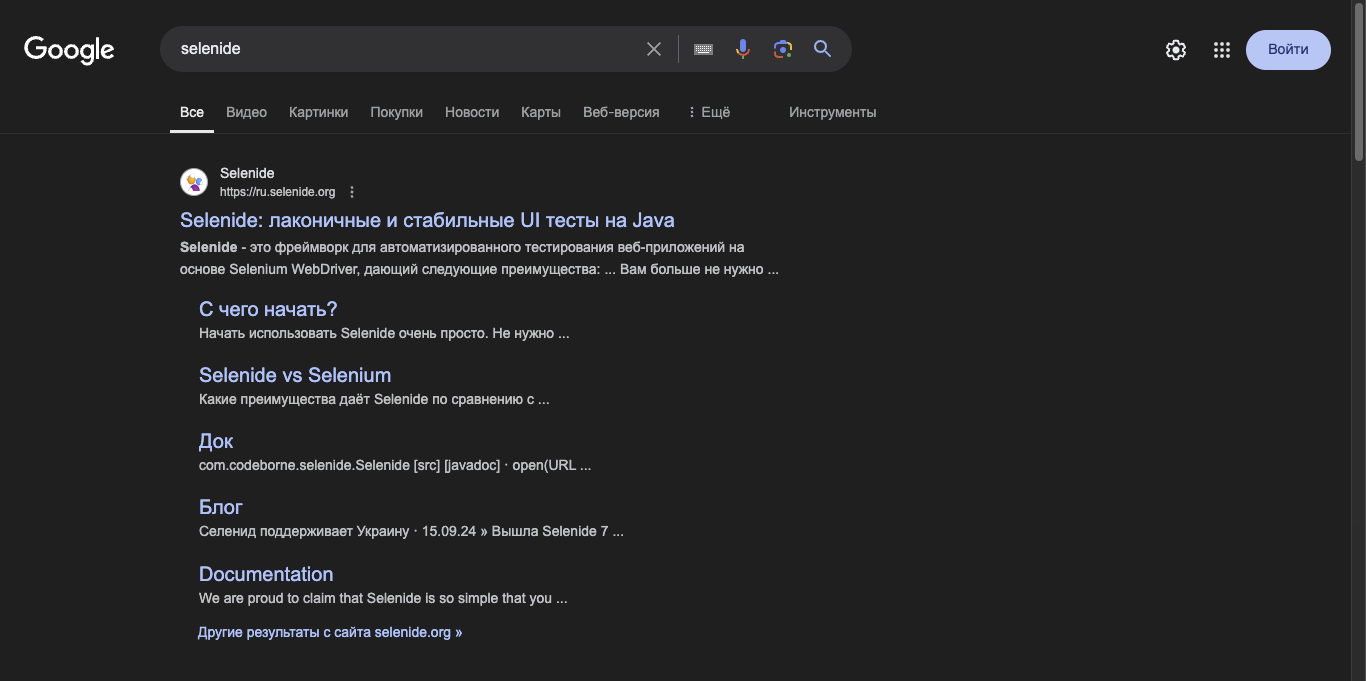 Google
selenide
Войти
Все
Видео
Картинки
Покупки
Новости
Карты
Веб-версия
Ещё
Инструменты
Selenide
https://ru.selenide.org
Selenide: лаконичные и стабильные UI тесты на Java
Selenide - это фреймворк для автоматизированного тестирования веб-приложений на
основе Selenium WebDriver, дающий следующие преимущества: ... Вам больше не нужно ...
С чего начать?
Начать использовать Selenide очень просто. Не нужно ...
Selenide vs Selenium
Какие преимущества даёт Selenide по сравнению с ...
Док
com.codeborne.selenide.Selenide [src] [javadoc] · open(URL ...
Блог
Селенид поддерживает Украину · 15.09.24 » Вышла Selenide 7 ...
Documentation
We are proud to claim that Selenide is so simple that you ...
Другие результаты с сайта selenide.org »